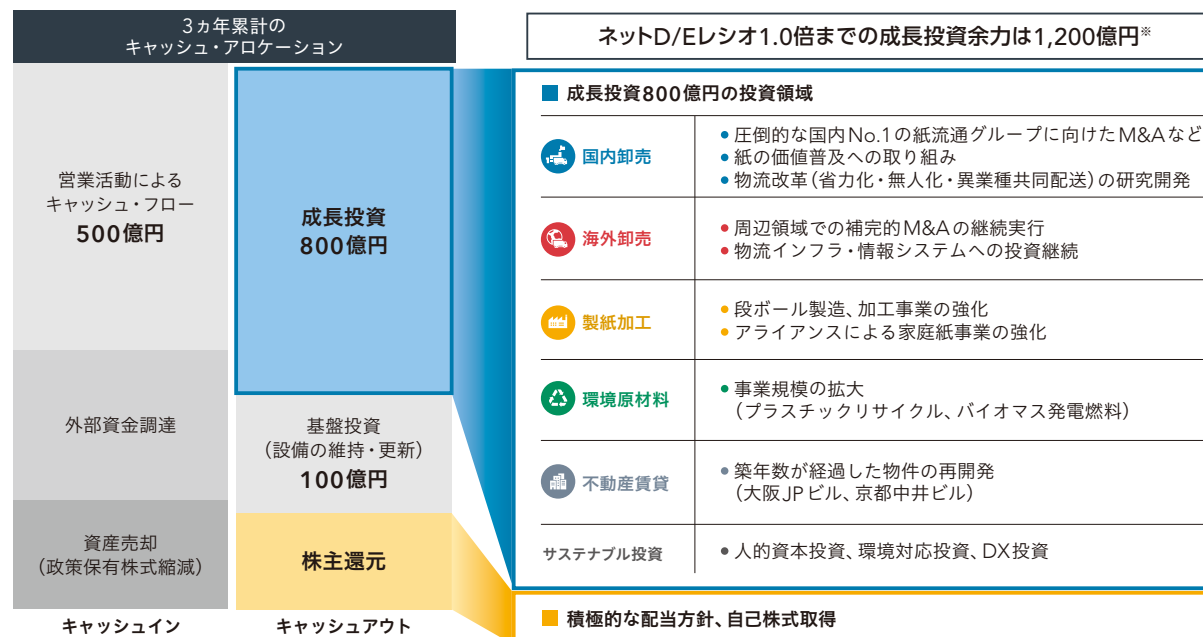 3ヵ年累計の
キャッシュ・アロケーション
営業活動による
キャッシュ・フロー
500億円
外部資金調達
資産売却
(政策保有株式縮減)
キャッシュイン
成長投資
800億円
基盤投資
(設備の維持・更新)
100億円
株主還元
キャッシュアウト
ネットD/Eレシオ1.0倍までの成長投資余力は1,200億円※
■ 成長投資800億円の投資領域
国内卸売
• 圧倒的な国内No.1の紙流通グループに向けたM&Aなど
• 紙の価値普及への取り組み
• 物流改革(省力化・無人化・異業種共同配送)の研究開発
海外卸売
• 周辺領域での補完的M&Aの継続実行
• 物流インフラ・情報システムへの投資継続
製紙加工
• 段ボール製造、加工事業の強化
• アライアンスによる家庭紙事業の強化
環境原材料
• 事業規模の拡大
(プラスチックリサイクル、バイオマス発電燃料)
不動産賃貸
• 築年数が経過した物件の再開発
(大阪JPビル、京都中井ビル)
サステナブル投資
• 人的資本投資、環境対応投資、DX投資
■ 積極的な配当方針、自己株式取得